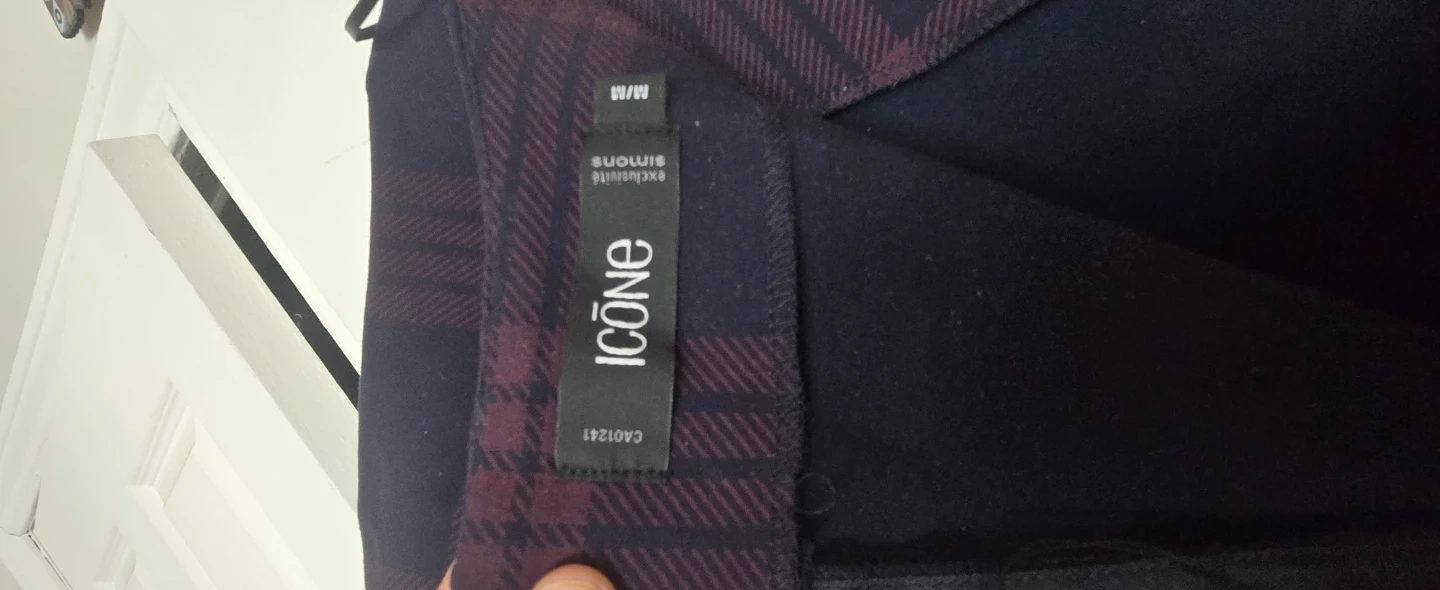 ICŌNE
exclusivité
simons
M/M
CA01241